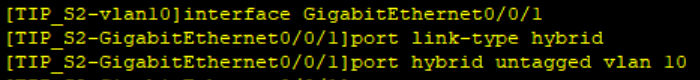 [TIP_S2-vlan10]interface GigabitEthernet0/0/1
[TIP_S2-GigabitEthernet0/0/1]port link-type hybrid
[TIP_S2-GigabitEthernet0/0/1]port hybrid untagged vlan 10